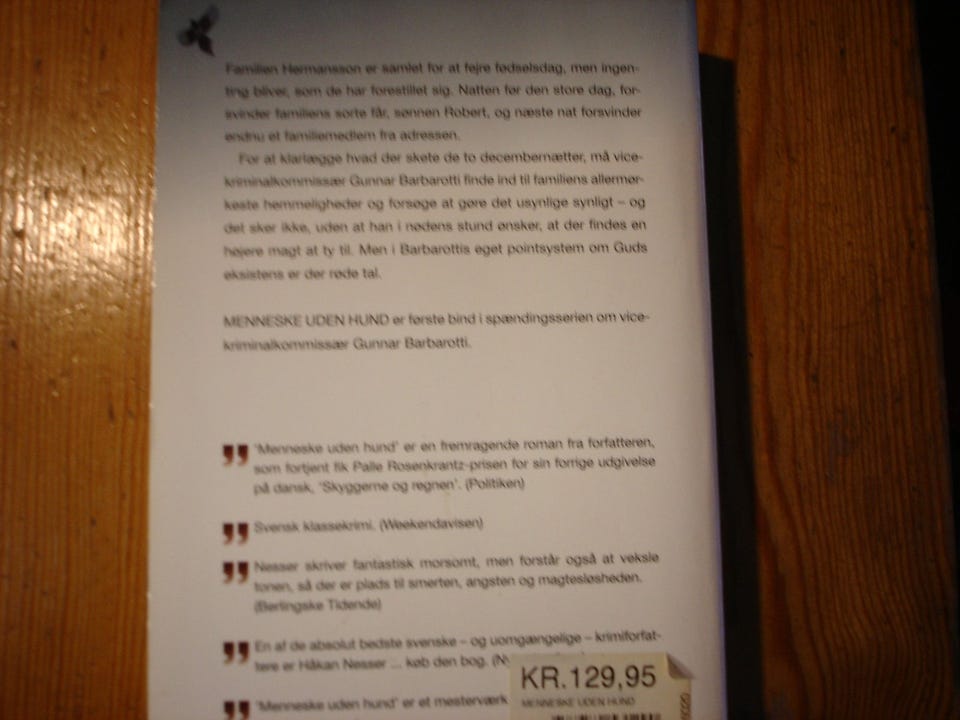 Familien Hermansson er samlet for at fejre fødselsdag, men ingen-
ting bliver, som de har forestillet sig. Natten før den store dag, for-
svinder familiens sorte får, sønnen Robert, og næste nat forsvinder
endnu et familiemedlem fra adressen.
For at klarlægge hvad der skete de to decembernætter, må vice-
kriminalkommissær Gunnar Barbarotti finde ind til familiens allermør-
keste hemmeligheder og forsøge at gøre det usynlige synligt – og
det sker ikke, uden at han i nødens stund ønsker, at der findes en
højere magt at ty til. Men i Barbarottis eget pointsystem om Guds
eksistens er der røde tal.
MENNESKE UDEN HUND er første bind i spændingsserien om vice-
kriminalkommissær Gunnar Barbarotti.
'Menneske uden hund' er en fremragende roman fra forfatteren,
som fortjent fik Palle Rosenkrantz-prisen for sin forrige udgivelse
på dansk, 'Skyggerne og regnen'. (Politiken)
Svensk klassekrimi. (Weekendavisen)
Nesser skriver fantastisk morsomt, men forstår også at veksle
tonen, så der er plads til smerten, angsten og magtesløsheden.
(Berlingske Tidende)
En af de absolut bedste svenske – og uomgængelige – krimiforfat-
tere er Håkan Nesser ... køb den bog.
'Menneske uden hund' er et mesterværk
KR.129,95
MENNESKE UDEN HUND